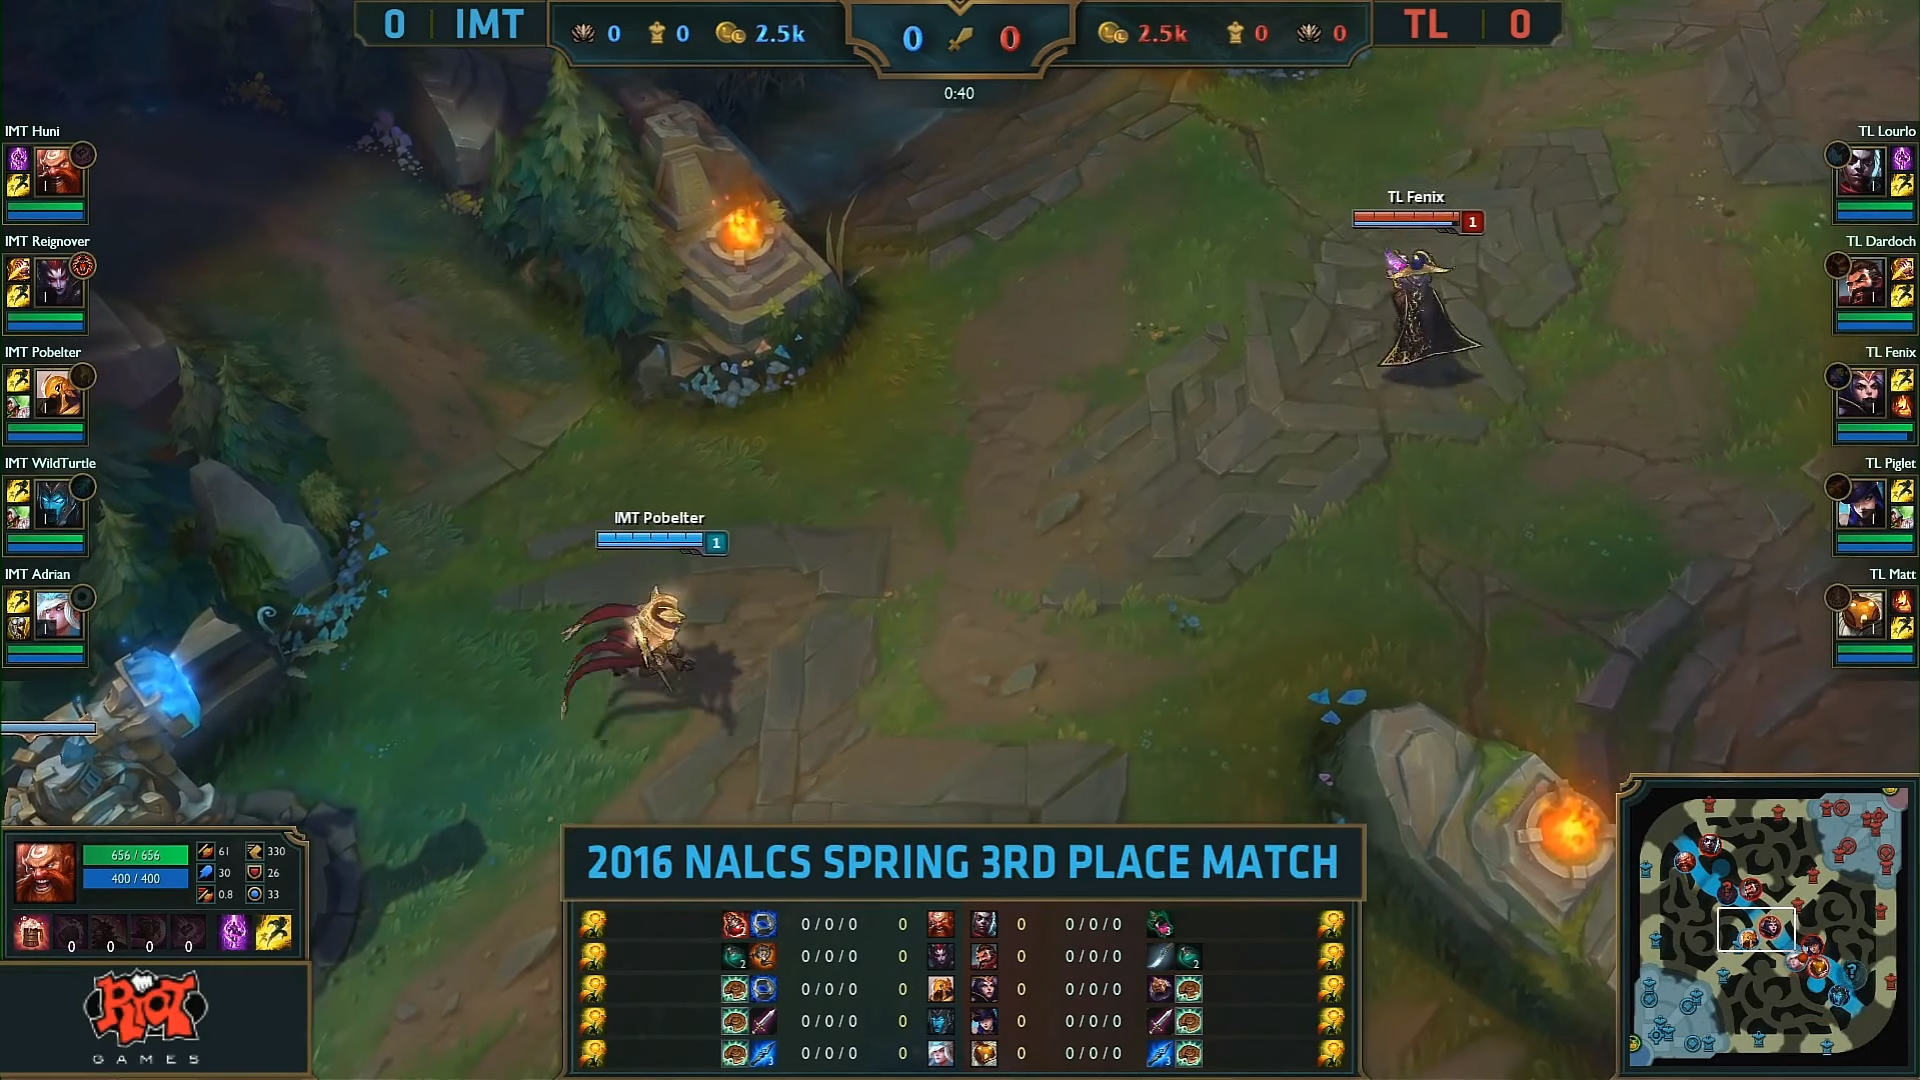 0 IMT 0 0 2.5k 0 0 2.5k 0 0 TL 0
0:40
IMT Huni
IMT Reignover
IMT Pobelter
IMT WildTurtle
IMT Adrian
TL Lourlo
TL Dardoch
TL Fenix
TL Piglet
TL Matt
TL Fenix
1
IMT Pobelter
1
656 / 656
400 / 400
61 330
30 26
0.8 33
0 0 0 0
RIOT
GAMES
2016 NALCS SPRING 3RD PLACE MATCH
0/0/0 0 0 0/0/0
2 0/0/0 0 0 0/0/0 2
0/0/0 0 0 0/0/0
0/0/0 0 0 0/0/0
3 0/0/0 0 0 0/0/0 3